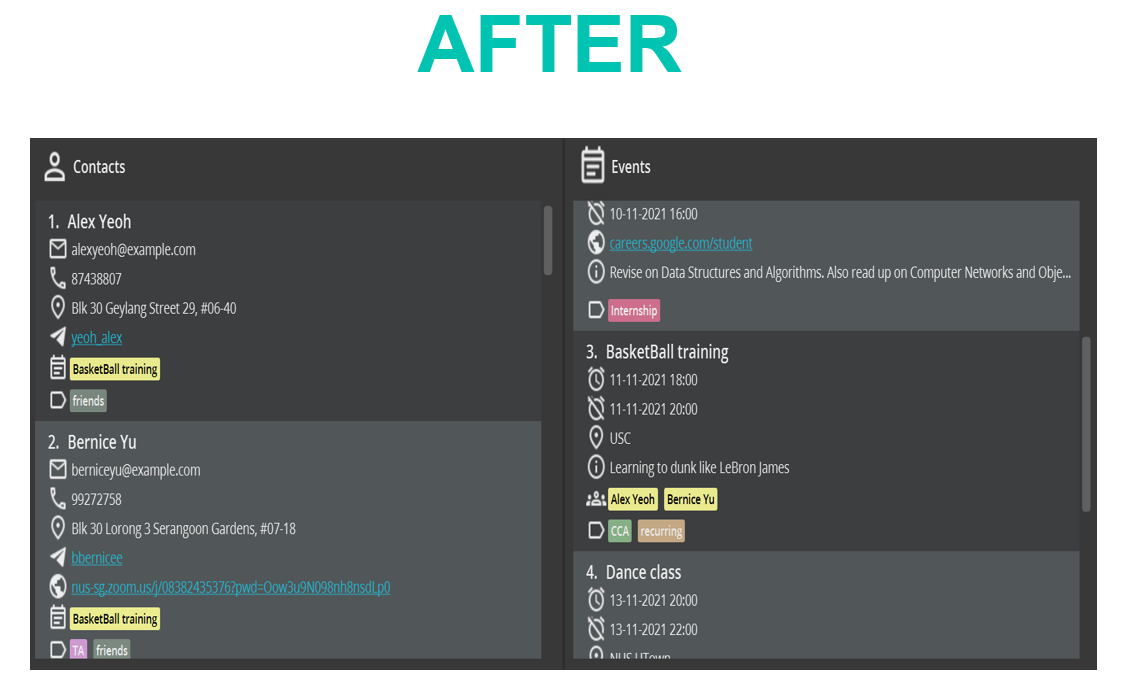 AFTER
Contacts
1. Alex Yeoh
alexyeoh@example.com
87438807
Blk 30 Geylang Street 29, #06-40
yeoh_alex
BasketBall training
friends
2. Bernice Yu
berniceyu@example.com
99272758
Blk 30 Lorong 3 Serangoon Gardens, #07-18
bbernicee
nus-sg.zoom.us/j/08382435376?pwd=Oow3u9N098nh8nsdLp0
BasketBall training
TA friends
Events
10-11-2021 16:00
careers.google.com/student
Revise on Data Structures and Algorithms. Also read up on Computer Networks and Obje...
Internship
3. BasketBall training
11-11-2021 18:00
11-11-2021 20:00
USC
Learning to dunk like LeBron James
Alex Yeoh Bernice Yu
CCA recurring
4. Dance class
13-11-2021 20:00
13-11-2021 22:00
NUS UTown